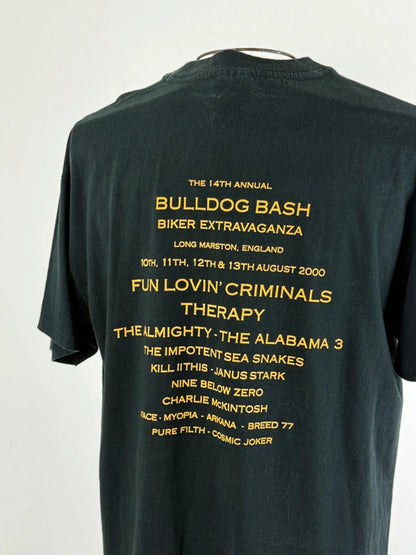 THE 14TH ANNUAL
BULLDOG BASH
BIKER EXTRAVAGANZA
LONG MARSTON, ENGLAND
10TH, 11TH, 12TH & 13TH AUGUST 2000
FUN LOVIN' CRIMINALS
THERAPY
THE ALMIGHTY - THE ALABAMA 3
THE IMPOTENT SEA SNAKES
KILL II THIS - JANUS STARK
NINE BELOW ZERO
CHARLIE MCKINTOSH
FACE - MYOPIA - ARKANA - BREED 77
PURE FILTH - COSMIC JOKER